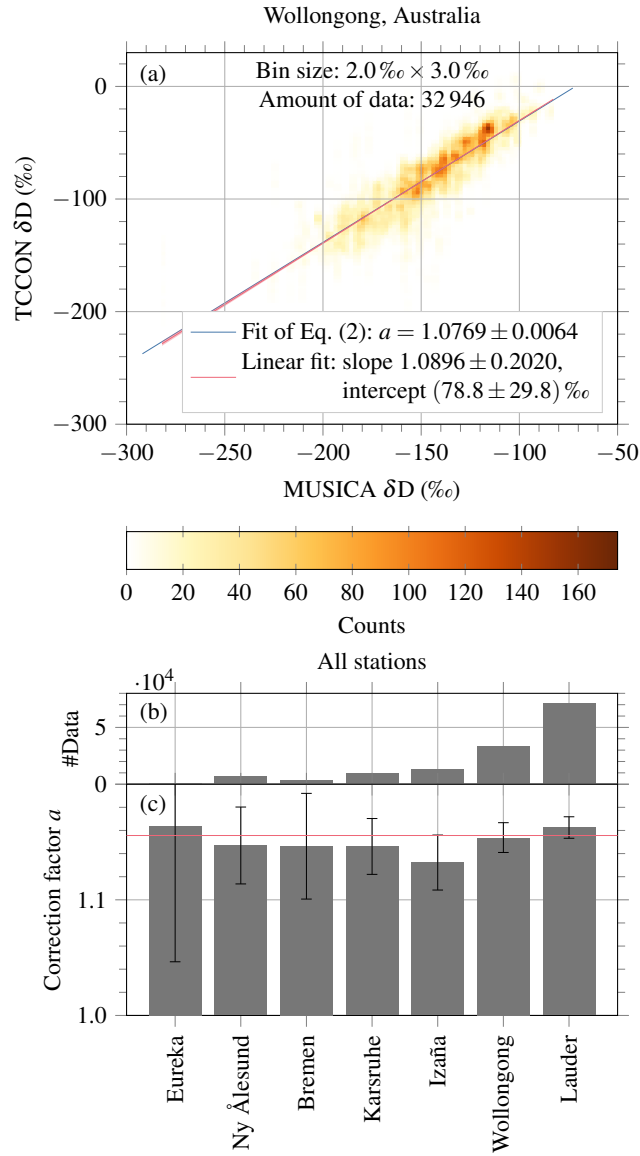 Wollongong, Australia
(a)
Bin size: 2.0 ‰ × 3.0 ‰
Amount of data: 32 946
0
−100
−200
−300
TCCON δD (‰)
Fit of Eq. (2): a = 1.0769 ± 0.0064
Linear fit: slope 1.0896 ± 0.2020,
intercept (78.8 ± 29.8) ‰
−300 −250 −200 −150 −100 −50
MUSICA δD (‰)
0 20 40 60 80 100 120 140 160
Counts
All stations
·10⁴
(b)
5
0
#Data
(c)
1.1
1.0
Correction factor a
Eureka
Ny Ålesund
Bremen
Karsruhe
Izaña
Wollongong
Lauder